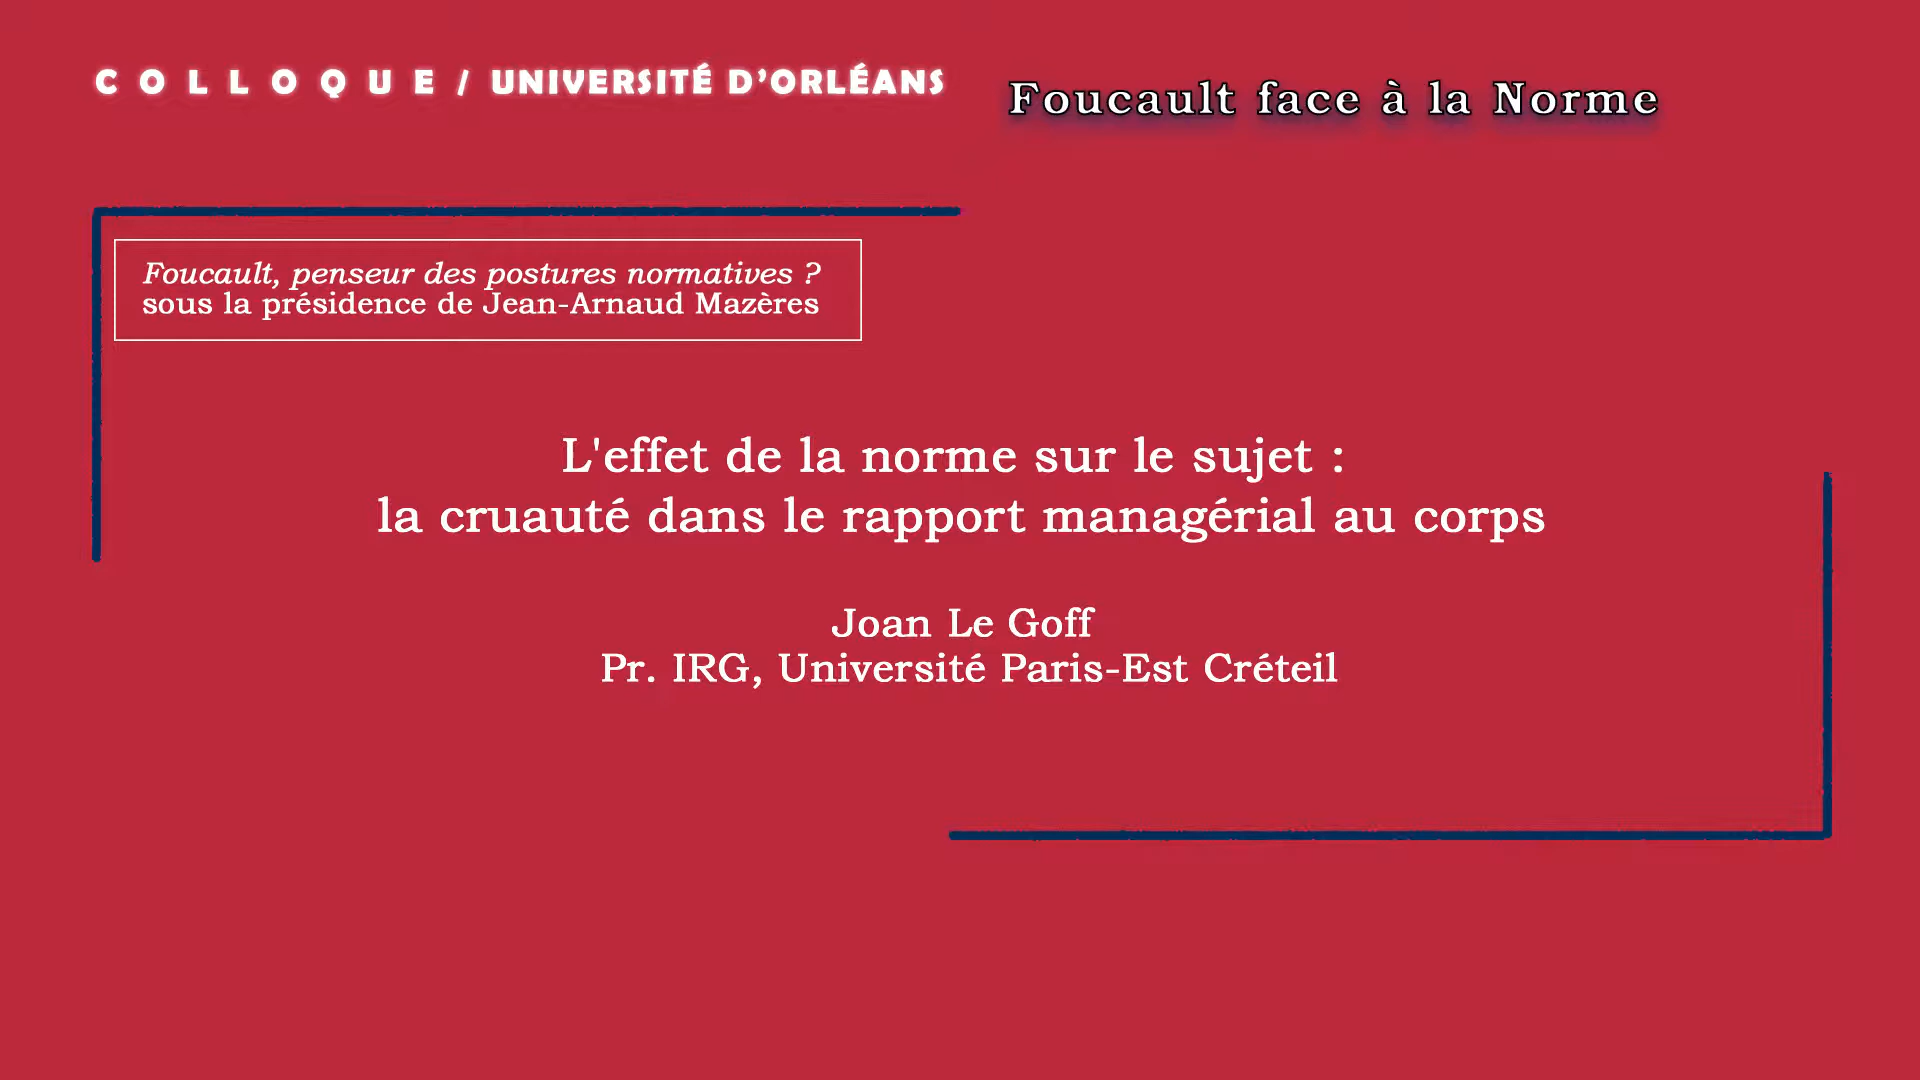 C O L L O Q U E / UNIVERSITÉ D’ORLÉANS
Foucault face à la Norme
Foucault, penseur des postures normatives ?
sous la présidence de Jean-Arnaud Mazères
L'effet de la norme sur le sujet :
la cruauté dans le rapport managérial au corps
Joan Le Goff
Pr. IRG, Université Paris-Est Créteil